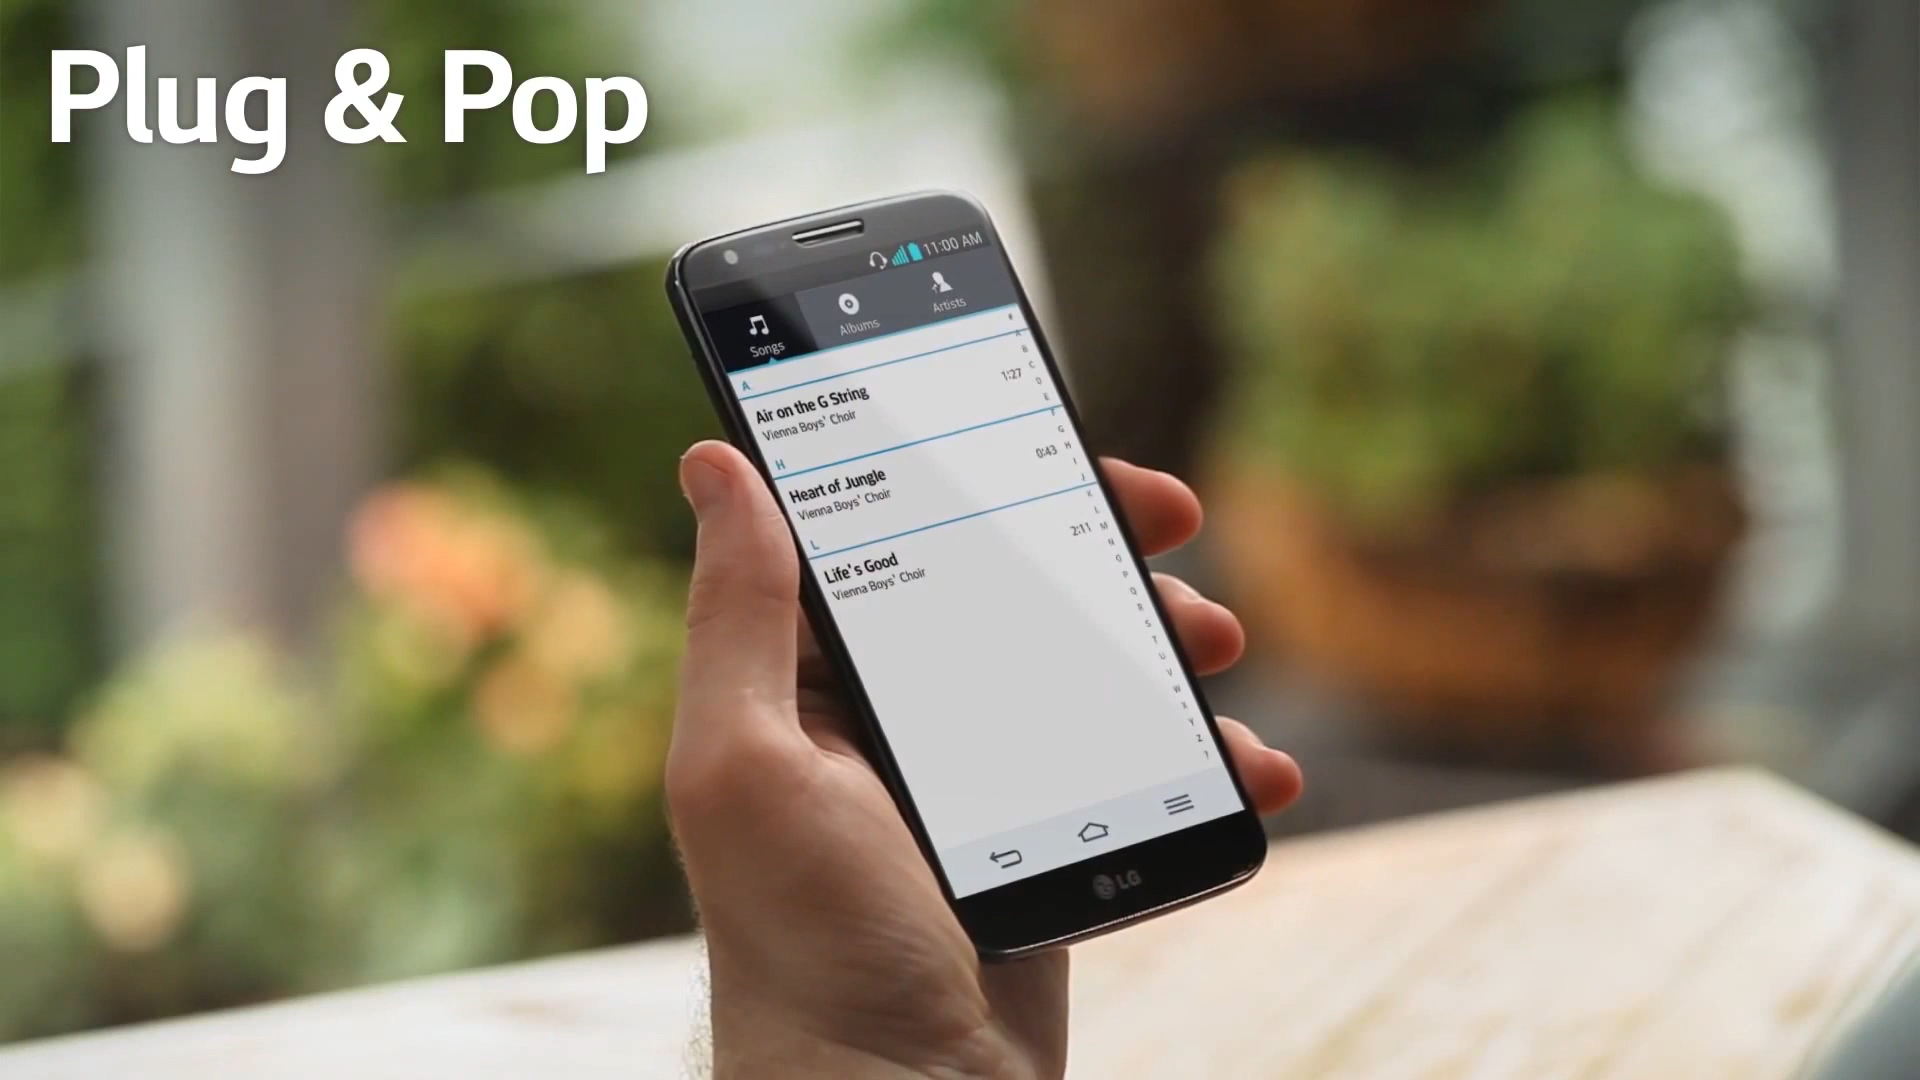 Plug & Pop
11:00 AM
Songs
Albums
Artists
A
Air on the G String
1:27
Vienna Boys' Choir
H
Heart of Jungle
0:43
Vienna Boys' Choir
L
Life's Good
2:11
Vienna Boys' Choir
#
A
B
C
D
E
F
G
H
I
J
K
L
M
N
O
P
Q
R
S
T
U
V
W
X
Y
Z
?
LG